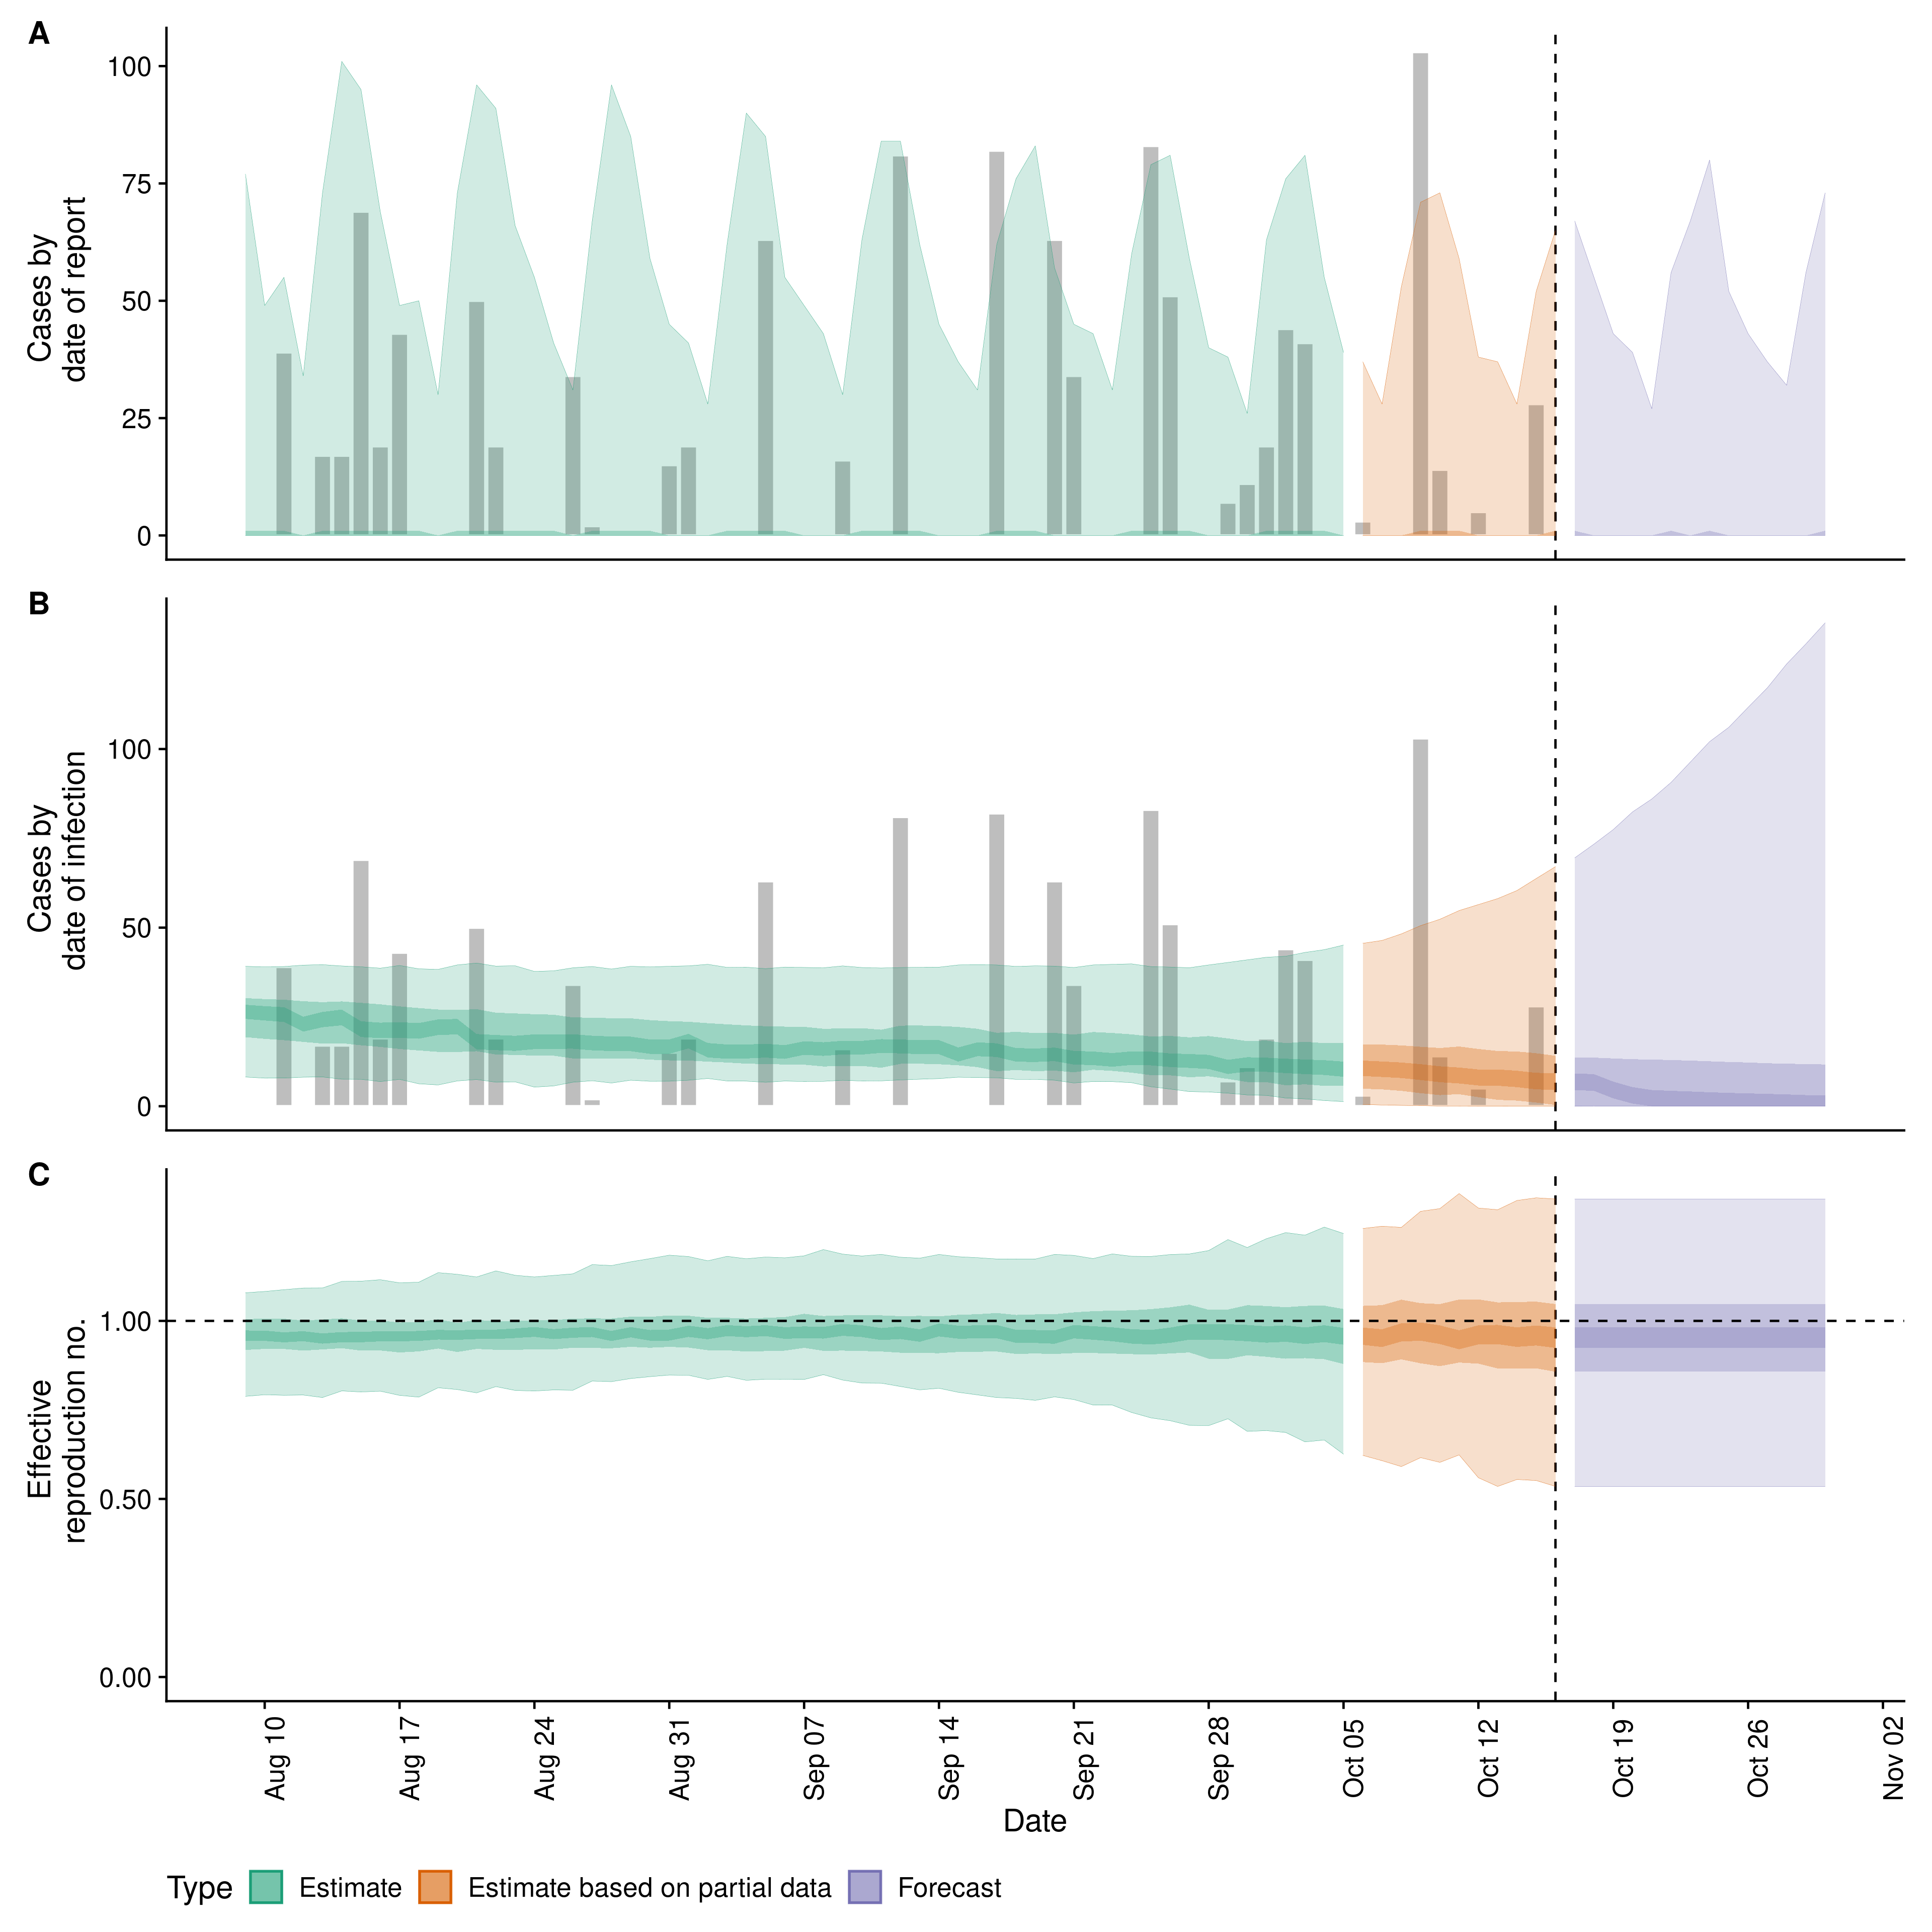 A
Cases by
date of report
100
75
50
25
0
B
Cases by
date of infection
100
50
0
C
Effective
reproduction no.
1.00
0.50
0.00
Aug 10
Aug 17
Aug 24
Aug 31
Sep 07
Sep 14
Sep 21
Sep 28
Oct 05
Oct 12
Oct 19
Oct 26
Nov 02
Date
Type Estimate Estimate based on partial data Forecast